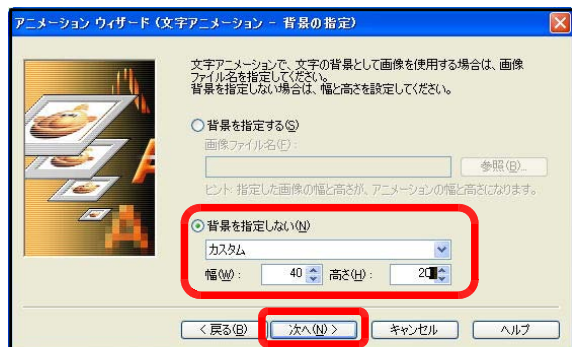 アニメーション ウィザード (文字アニメーション - 背景の指定)
文字アニメーションで、文字の背景として画像を使用する場合は、画像
ファイル名を指定してください。
背景を指定しない場合は、幅と高さを設定してください。
背景を指定する(S)
画像ファイル名(F):
参照(B)...
ヒント: 指定した画像の幅と高さが、アニメーションの幅と高さになります。
背景を指定しない(N)
カスタム
幅(W): 40 高さ(H): 20
< 戻る(B) 次へ(N) > キャンセル ヘルプ